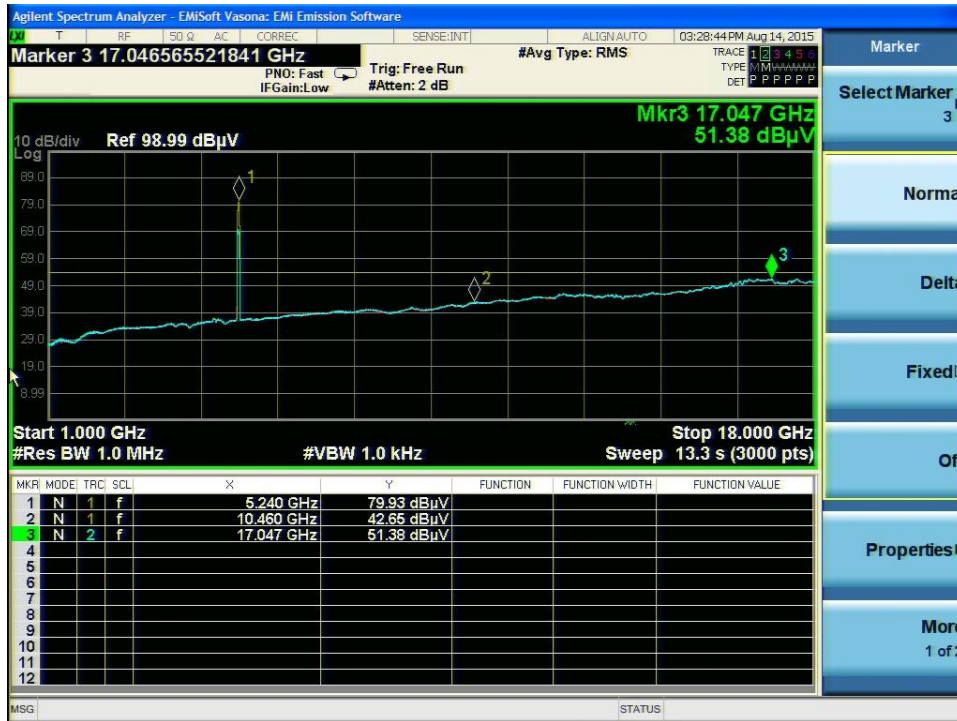 Agilent Spectrum Analyzer - EMiSoft Vasona: EMi Emission Software
LXI T RF 50 Ω AC CORREC SENSE:INT ALIGN AUTO 03:28:44 PM Aug 14, 2015
Marker 3 17.046565521841 GHz
#Avg Type: RMS
TRACE 1 2 3 4 5 6
PNO: Fast Trig: Free Run
TYPE M M W W W W
IFGain:Low #Atten: 2 dB
DET P P P P P P
Mkr3 17.047 GHz
51.38 dBµV
10 dB/div Ref 98.99 dBµV
Log
89.0
79.0
69.0
59.0
49.0
39.0
29.0
19.0
8.99
1
2
3
Start 1.000 GHz Stop 18.000 GHz
#Res BW 1.0 MHz #VBW 1.0 kHz Sweep 13.3 s (3000 pts)
MKR MODE TRC SCL X Y FUNCTION FUNCTION WIDTH FUNCTION VALUE
1 N 1 f 5.240 GHz 79.93 dBµV
2 N 1 f 10.460 GHz 42.65 dBµV
3 N 2 f 17.047 GHz 51.38 dBµV
4
5
6
7
8
9
10
11
12
MSG STATUS
Marker
Select Marker
3
Norma
Delta
Fixed
Of
Properties
More
1 of 2